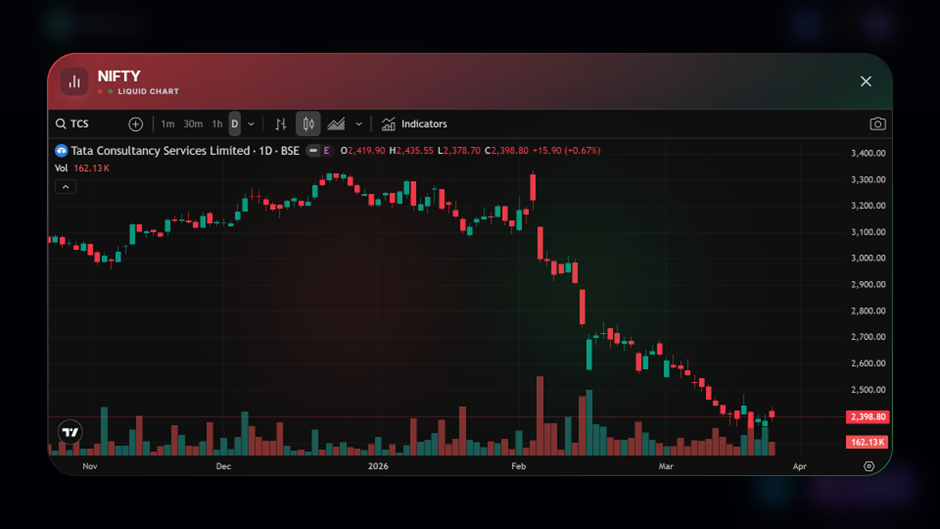 NIFTY
LIQUID CHART
TCS 1m 30m 1h D Indicators
Tata Consultancy Services Limited · 1D · BSE E O2,419.90 H2,435.55 L2,378.70 C2,398.80 +15.90 (+0.67%)
Vol 162.13K
3,400.00
3,300.00
3,200.00
3,100.00
3,000.00
2,900.00
2,800.00
2,700.00
2,600.00
2,500.00
2,398.80
162.13K
Nov Dec 2026 Feb Mar Apr